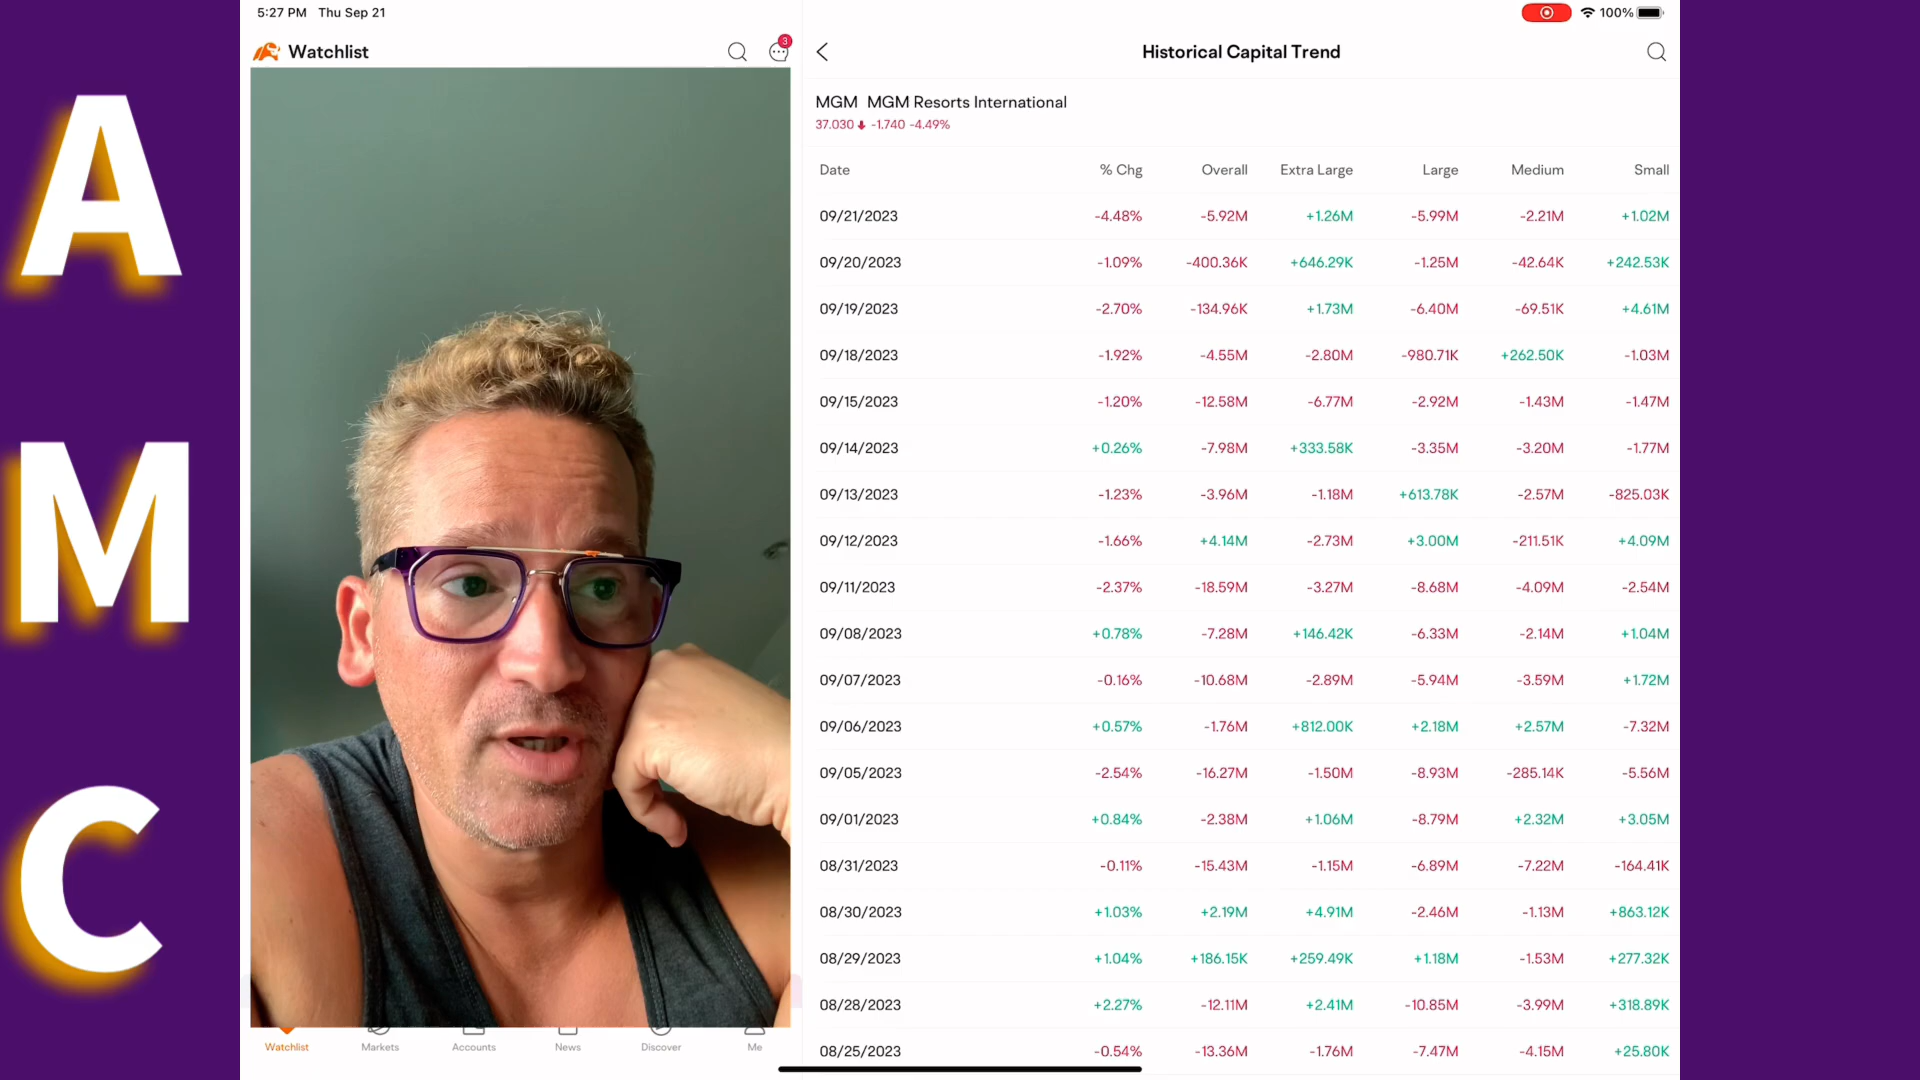 A
M
C
5:27 PM Thu Sep 21
100%
Watchlist
3
Historical Capital Trend
MGM MGM Resorts International
37.030 -1.740 -4.49%
Date % Chg Overall Extra Large Large Medium Small
09/21/2023 -4.48% -5.92M +1.26M -5.99M -2.21M +1.02M
09/20/2023 -1.09% -400.36K +646.29K -1.25M -42.64K +242.53K
09/19/2023 -2.70% -134.96K +1.73M -6.40M -69.51K +4.61M
09/18/2023 -1.92% -4.55M -2.80M -980.71K +262.50K -1.03M
09/15/2023 -1.20% -12.58M -6.77M -2.92M -1.43M -1.47M
09/14/2023 +0.26% -7.98M +333.58K -3.35M -3.20M -1.77M
09/13/2023 -1.23% -3.96M -1.18M +613.78K -2.57M -825.03K
09/12/2023 -1.66% +4.14M -2.73M +3.00M -211.51K +4.09M
09/11/2023 -2.37% -18.59M -3.27M -8.68M -4.09M -2.54M
09/08/2023 +0.78% -7.28M +146.42K -6.33M -2.14M +1.04M
09/07/2023 -0.16% -10.68M -2.89M -5.94M -3.59M +1.72M
09/06/2023 +0.57% -1.76M +812.00K +2.18M +2.57M -7.32M
09/05/2023 -2.54% -16.27M -1.50M -8.93M -285.14K -5.56M
09/01/2023 +0.84% -2.38M +1.06M -8.79M +2.32M +3.05M
08/31/2023 -0.11% -15.43M -1.15M -6.89M -7.22M -164.41K
08/30/2023 +1.03% +2.19M +4.91M -2.46M -1.13M +863.12K
08/29/2023 +1.04% +186.15K +259.49K +1.18M -1.53M +277.32K
08/28/2023 +2.27% -12.11M +2.41M -10.85M -3.99M +318.89K
08/25/2023 -0.54% -13.36M -1.76M -7.47M -4.15M +25.80K
Watchlist Markets Accounts News Discover Me